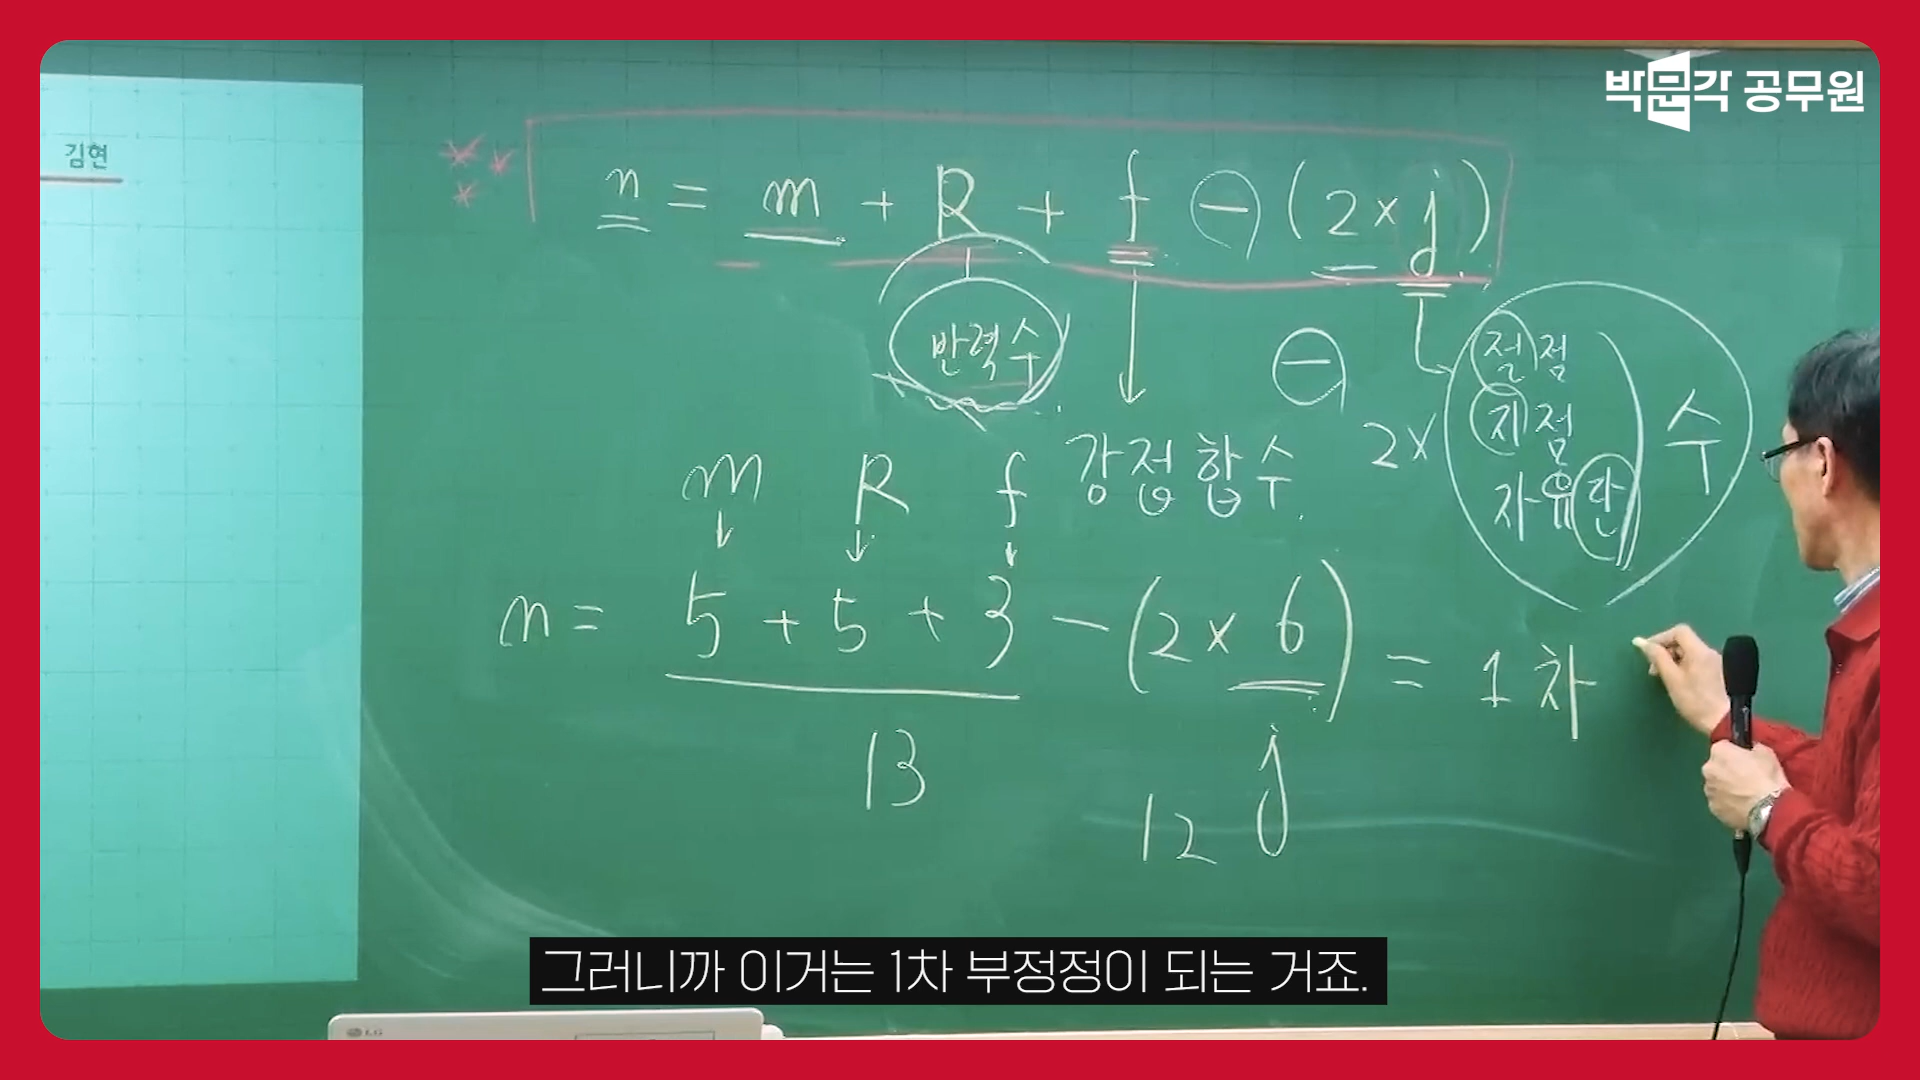 박문각 공무원
김현
n = m + R + f ⊖ (2 × j)
반력수
강접합수
⊖
2×
절점
지점
자유단
수
m R f
n = 5 + 5 + 3 − (2 × 6) = 1차
13
12
j
LG
그러니까 이거는 1차 부정정이 되는 거죠.